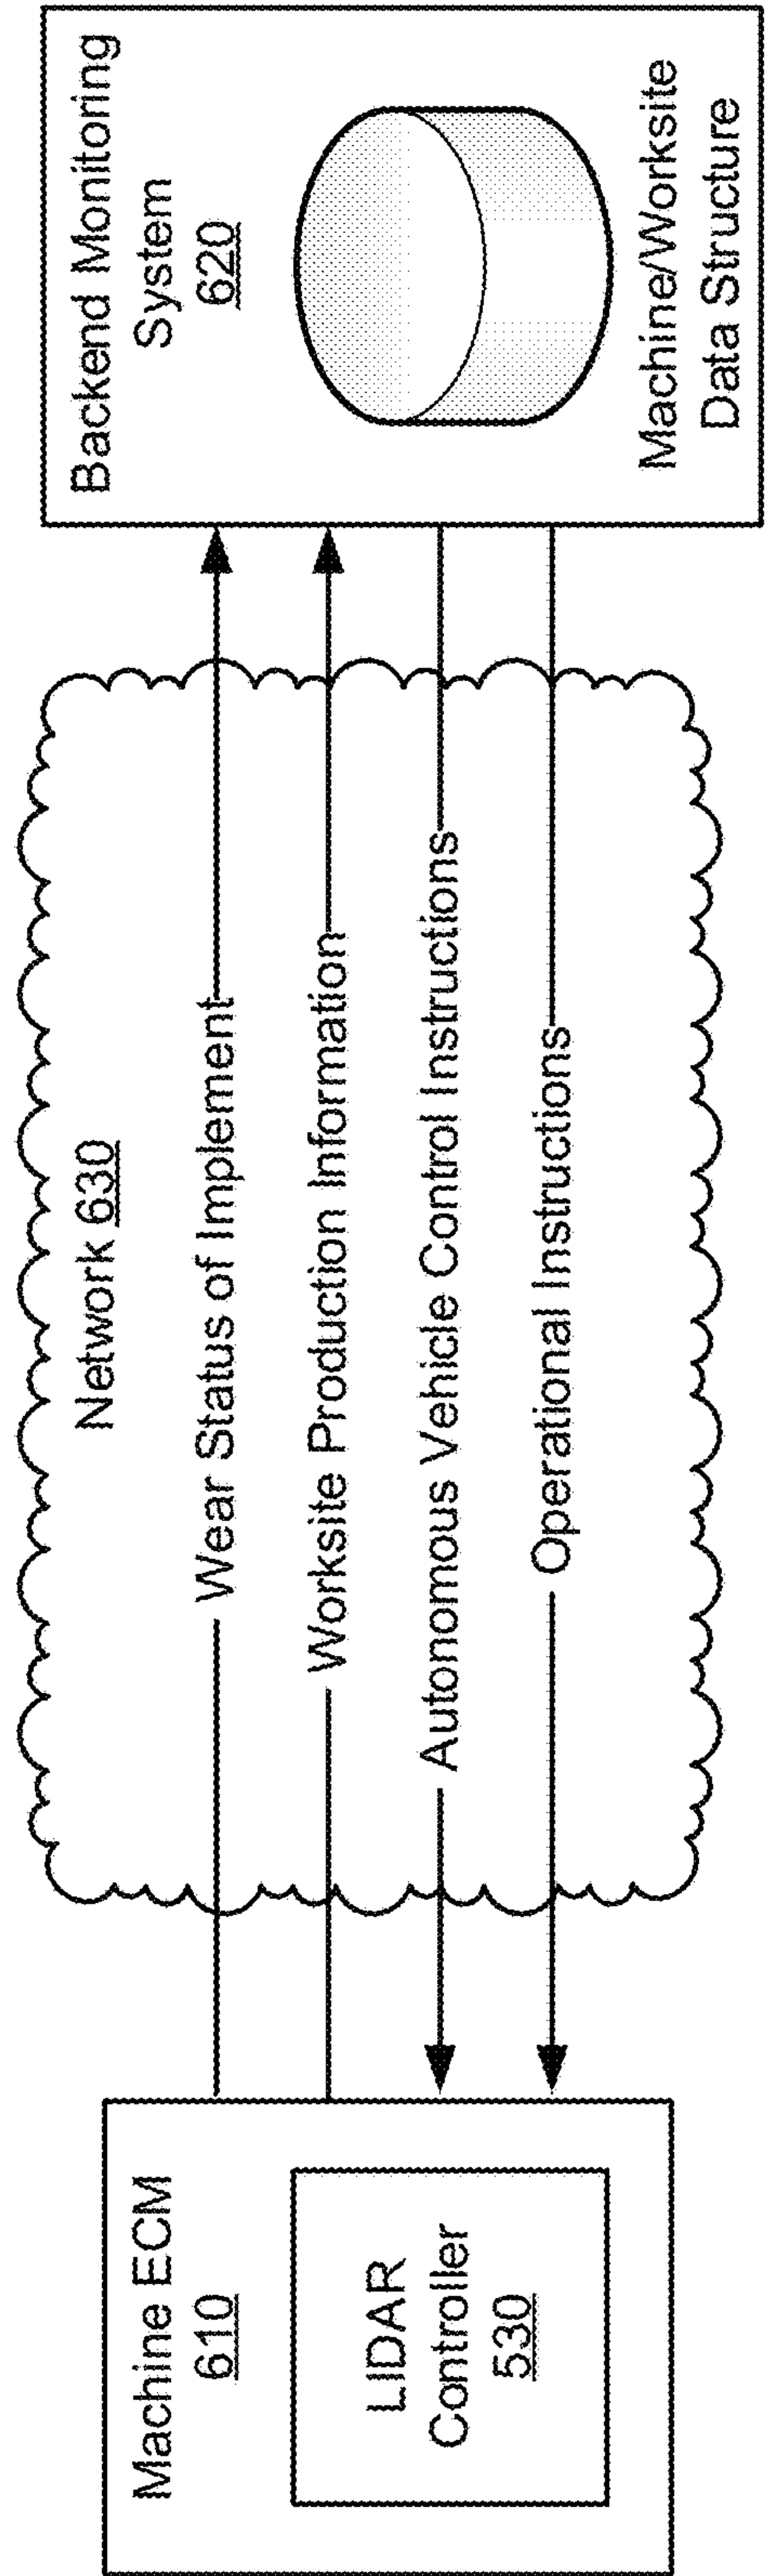 Machine ECM
610
LIDAR
Controller
530
Network 630
Wear Status of Implement
Worksite Production Information
Autonomous Vehicle Control Instructions
Operational Instructions
Backend Monitoring
System
620
Machine/Worksite
Data Structure